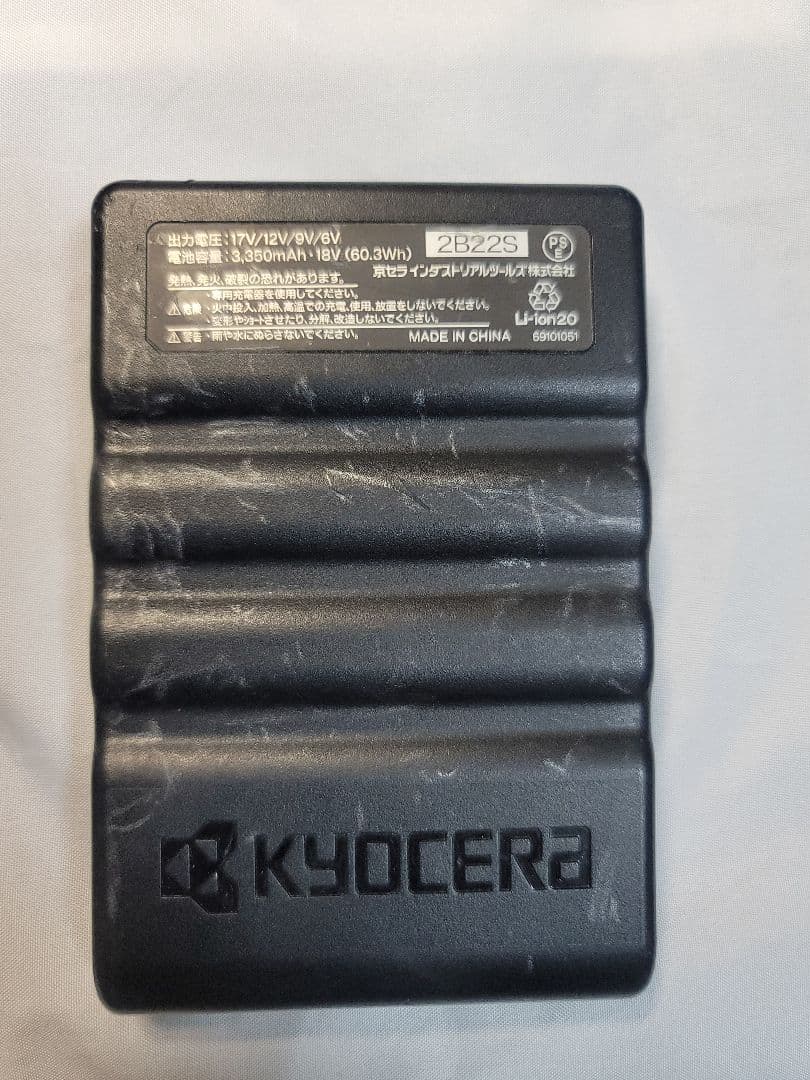 出力電圧：17V/12V/9V/6V
電池容量：3,350mAh・18V（60.3Wh）
2B22S
PS
E
京セラ インダストリアルツールズ株式会社
発熱、発火、破裂の恐れがあります。
・専用充電器を使用してください。
⚠危険・火中投入、加熱、高温での充電、使用、放置をしないでください。
・変形やショートさせたり、分解、改造しないでください。
⚠警告・雨や水にぬらさないでください。
MADE IN CHINA
Li-ion20
69101051
KYOCERA